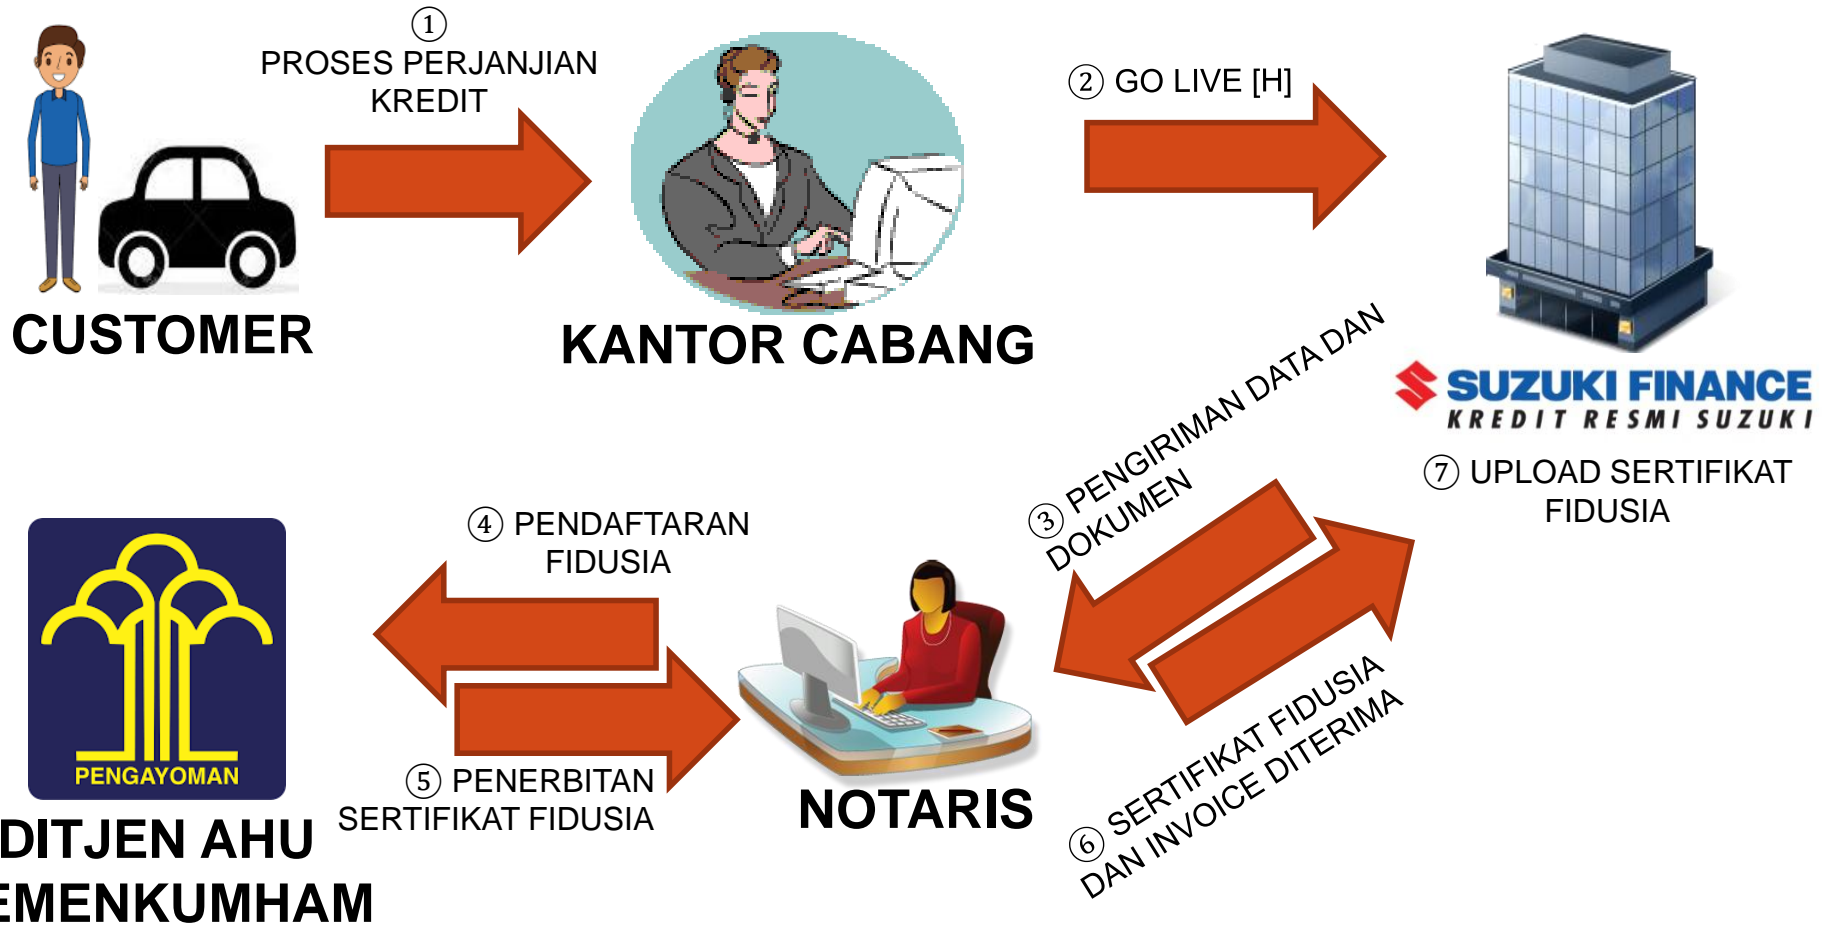 ①
PROSES PERJANJIAN
KREDIT
② GO LIVE [H]
CUSTOMER
KANTOR CABANG
SUZUKI FINANCE
KREDIT RESMI SUZUKI
③ PENGIRIMAN DATA DAN
DOKUMEN
⑦ UPLOAD SERTIFIKAT
FIDUSIA
④ PENDAFTARAN
FIDUSIA
PENGAYOMAN
⑤ PENERBITAN
SERTIFIKAT FIDUSIA
NOTARIS
⑥ SERTIFIKAT FIDUSIA
DAN INVOICE DITERIMA
DITJEN AHU
EMENKUMHAM